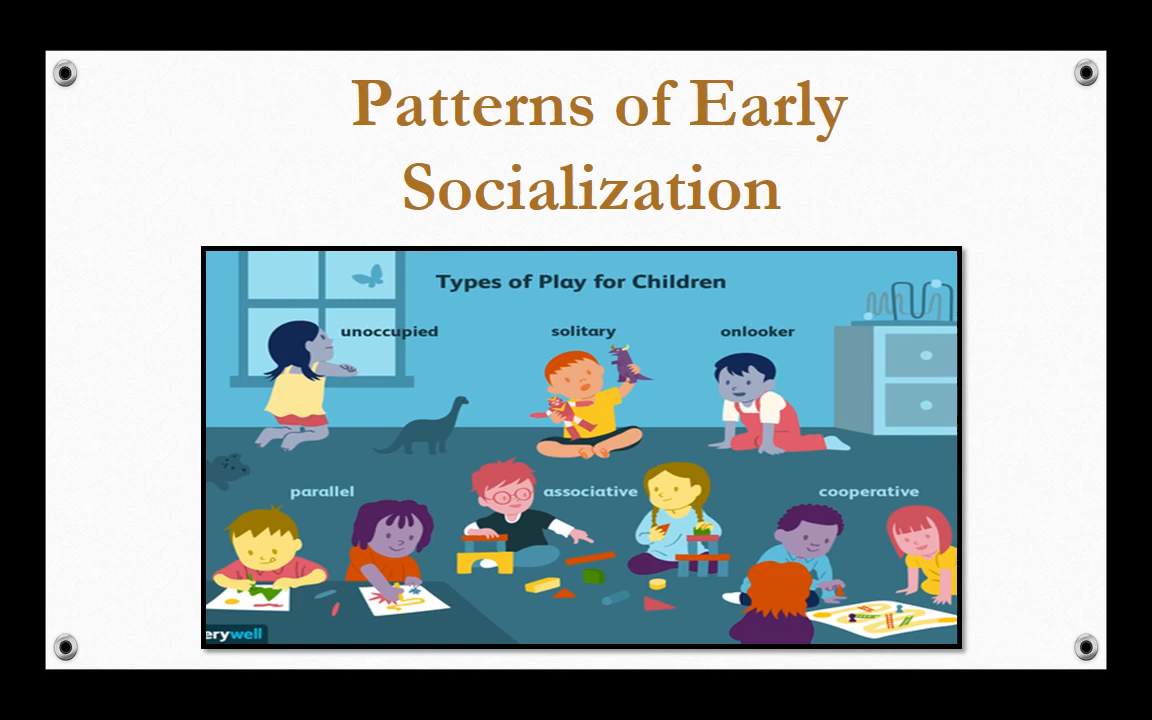 Patterns of Early
Socialization
Types of Play for Children
unoccupied
solitary
onlooker
parallel
associative
cooperative
erywell